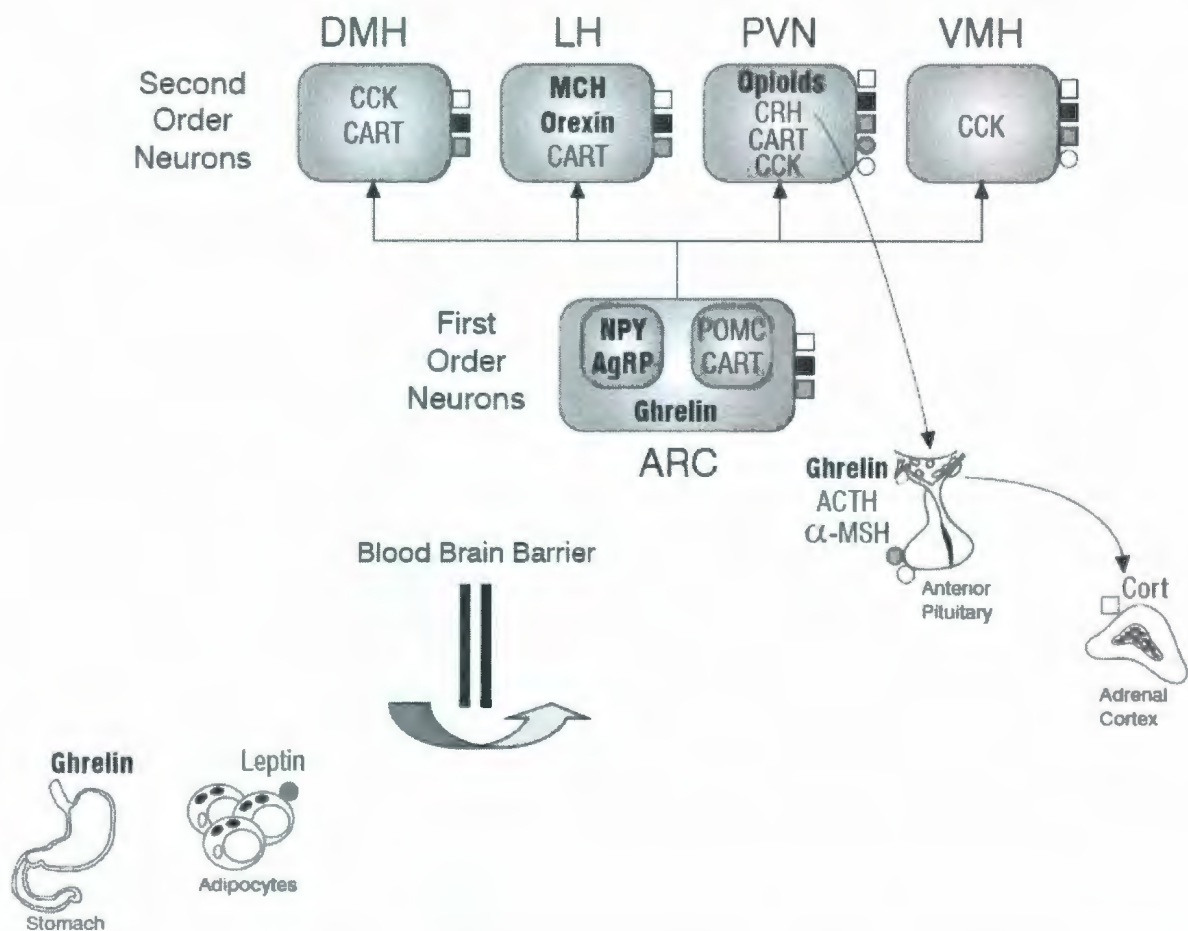 DMH
LH
PVN
VMH
Second
Order
Neurons
CCK
CART
MCH
Orexin
CART
Opioids
CRH
CART
CCK
CCK
First
Order
Neurons
NPY
AgRP
POMC
CART
Ghrelin
ARC
Ghrelin
ACTH
α-MSH
Anterior
Pituitary
Cort
Adrenal
Cortex
Blood Brain Barrier
Ghrelin
Stomach
Leptin
Adipocytes